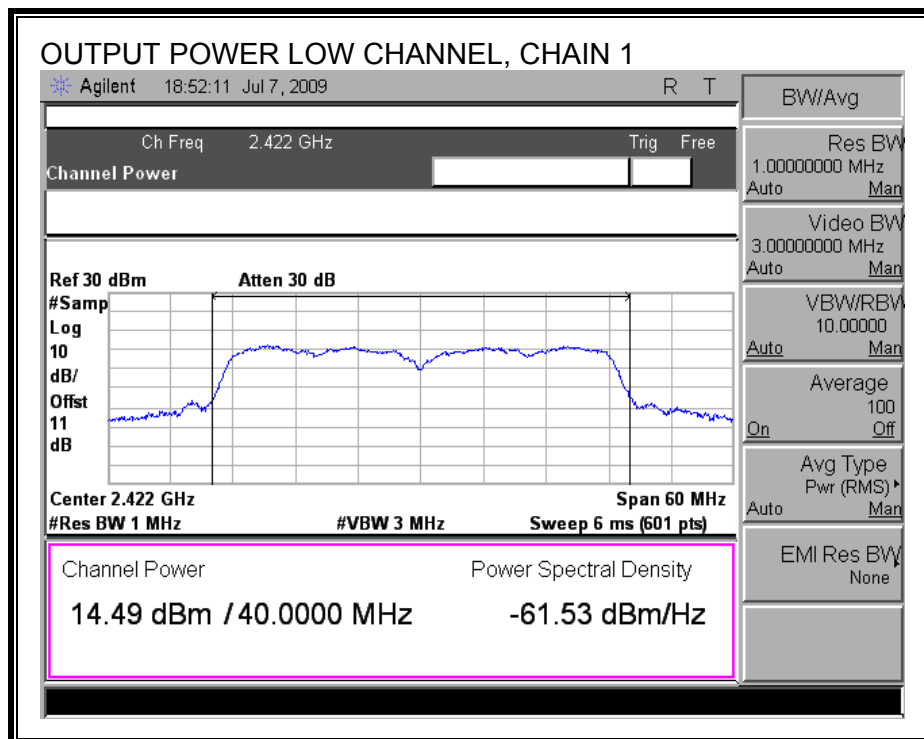 OUTPUT POWER LOW CHANNEL, CHAIN 1
Agilent 18:52:11 Jul 7, 2009 R T
Ch Freq 2.422 GHz Trig Free
Channel Power
Ref 30 dBm Atten 30 dB
#Samp
Log
10
dB/
Offst
11
dB
Center 2.422 GHz Span 60 MHz
#Res BW 1 MHz #VBW 3 MHz Sweep 6 ms (601 pts)
Channel Power Power Spectral Density
14.49 dBm / 40.0000 MHz -61.53 dBm/Hz
BW/Avg
Res BW
1.00000000 MHz
Auto Man
Video BW
3.00000000 MHz
Auto Man
VBW/RBW
10.00000
Auto Man
Average
100
On Off
Avg Type
Pwr (RMS)
Auto Man
EMI Res BW
None